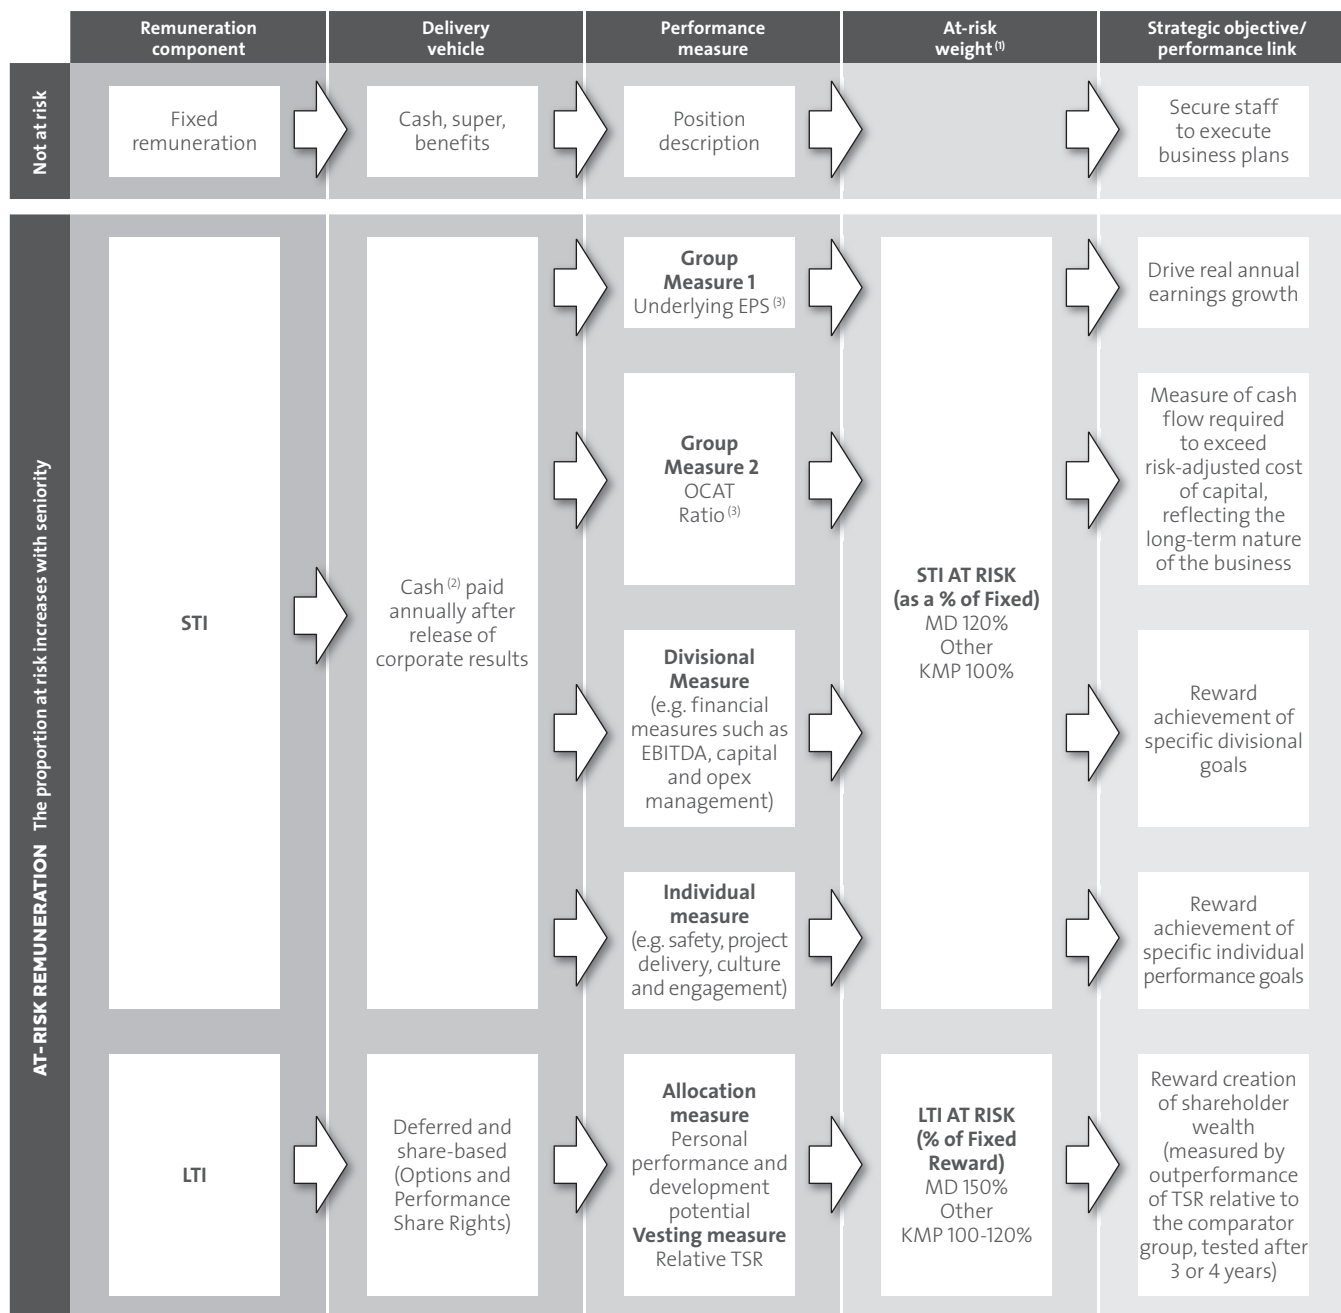 Remuneration
component
Delivery
vehicle
Performance
measure
At-risk
weight (1)
Strategic objective/
performance link
Not at risk
Fixed
remuneration
Cash, super,
benefits
Position
description
Secure staff
to execute
business plans
AT-RISK REMUNERATION The proportion at risk increases with seniority
STI
Cash (2) paid
annually after
release of
corporate results
Group
Measure 1
Underlying EPS (3)
Group
Measure 2
OCAT
Ratio (3)
Divisional
Measure
(e.g. financial
measures such as
EBITDA, capital
and opex
management)
Individual
measure
(e.g. safety, project
delivery, culture
and engagement)
STI AT RISK
(as a % of Fixed)
MD 120%
Other
KMP 100%
Drive real annual
earnings growth
Measure of cash
flow required
to exceed
risk-adjusted cost
of capital,
reflecting the
long-term nature
of the business
Reward
achievement of
specific divisional
goals
Reward
achievement of
specific individual
performance goals
LTI
Deferred and
share-based
(Options and
Performance
Share Rights)
Allocation
measure
Personal
performance and
development
potential
Vesting measure
Relative TSR
LTI AT RISK
(% of Fixed
Reward)
MD 150%
Other
KMP 100-120%
Reward creation
of shareholder
wealth
(measured by
outperformance
of TSR relative to
the comparator
group, tested after
3 or 4 years)